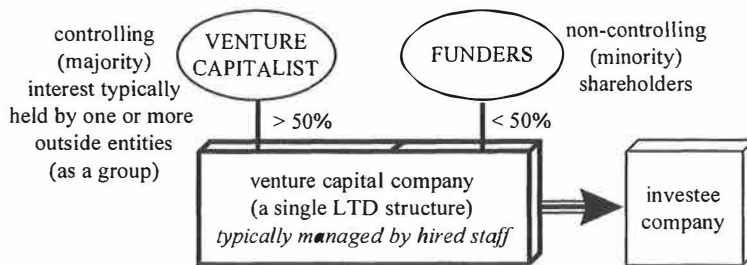 controlling
(majority)
interest typically
held by one or more
outside entities
(as a group)
VENTURE
CAPITALIST
FUNDERS
non-controlling
(minority)
shareholders
> 50%
< 50%
venture capital company
(a single LTD structure)
typically managed by hired staff
investee
company